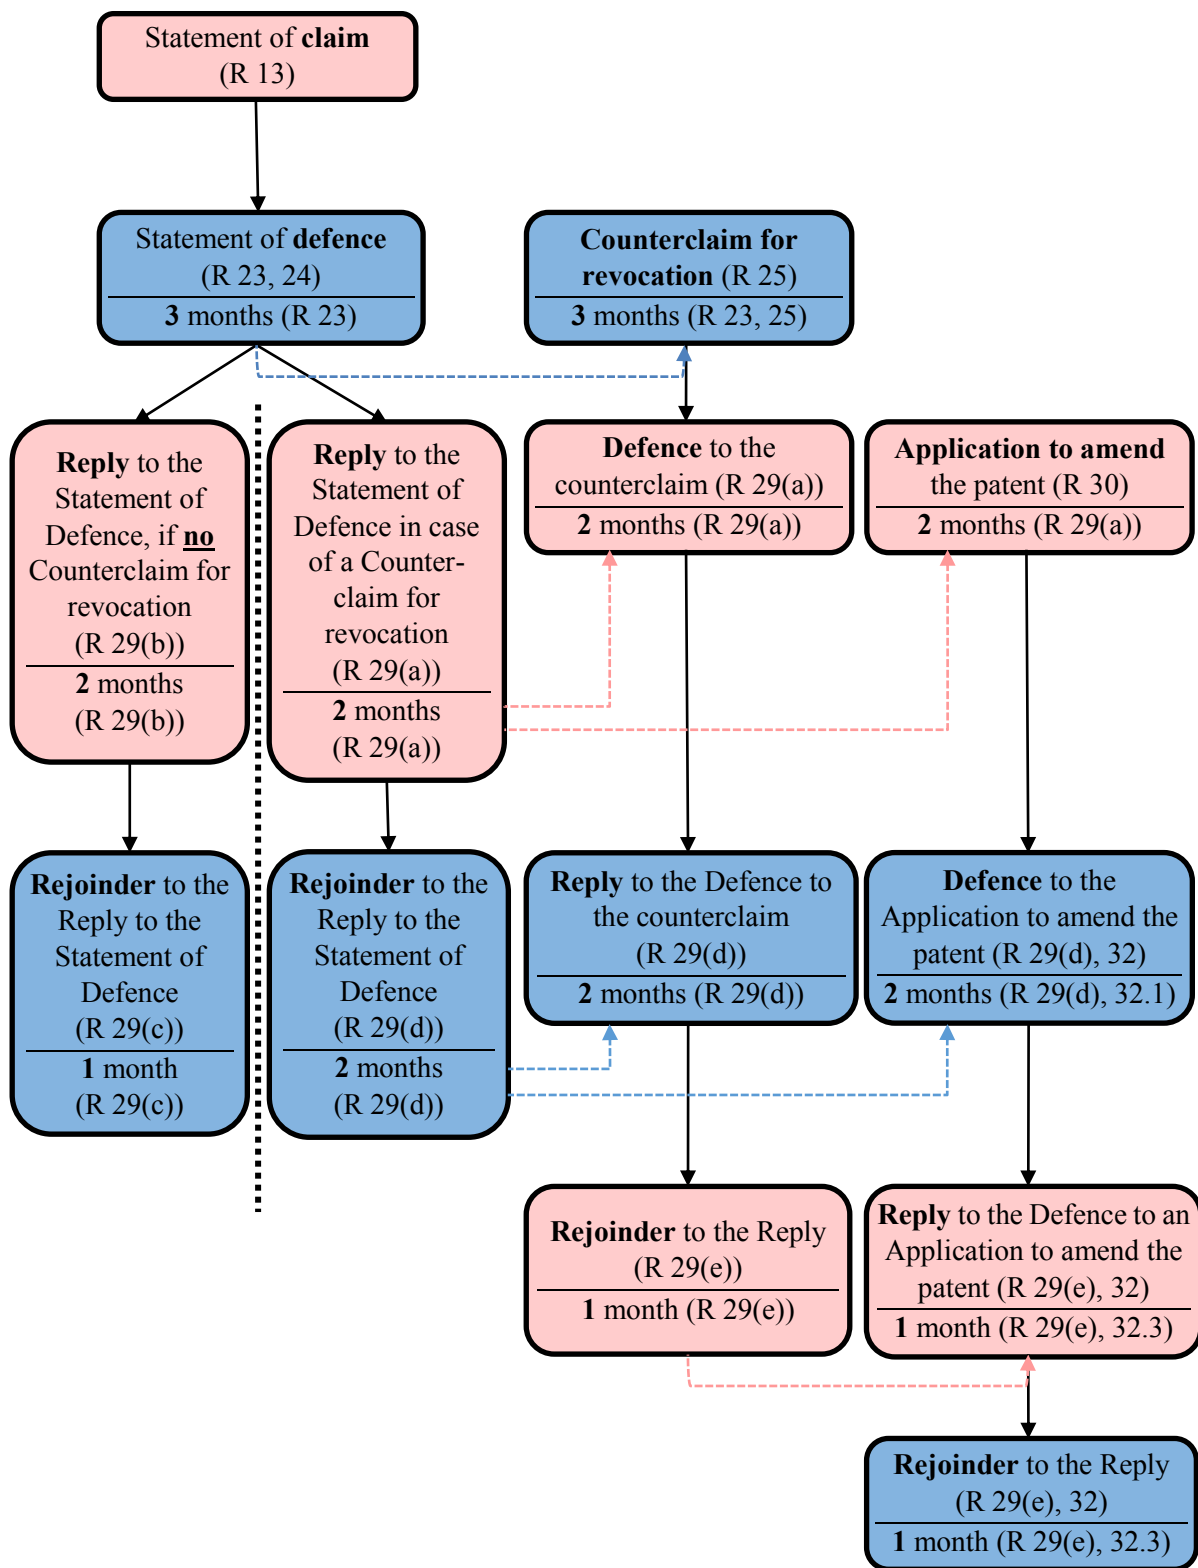 Statement of claim
(R 13)
Statement of defence
(R 23, 24)
3 months (R 23)
Counterclaim for
revocation (R 25)
3 months (R 23, 25)
Reply to the
Statement of
Defence, if no
Counterclaim for
revocation
(R 29(b))
2 months
(R 29(b))
Reply to the
Statement of
Defence in case
of a Counter-
claim for
revocation
(R 29(a))
2 months
(R 29(a))
Defence to the
counterclaim (R 29(a))
2 months (R 29(a))
Application to amend
the patent (R 30)
2 months (R 29(a))
Rejoinder to the
Reply to the
Statement of
Defence
(R 29(c))
1 month
(R 29(c))
Rejoinder to the
Reply to the
Statement of
Defence
(R 29(d))
2 months
(R 29(d))
Reply to the Defence to
the counterclaim
(R 29(d))
2 months (R 29(d))
Defence to the
Application to amend the
patent (R 29(d), 32)
2 months (R 29(d), 32.1)
Rejoinder to the Reply
(R 29(e))
1 month (R 29(e))
Reply to the Defence to an
Application to amend the
patent (R 29(e), 32)
1 month (R 29(e), 32.3)
Rejoinder to the Reply
(R 29(e), 32)
1 month (R 29(e), 32.3)